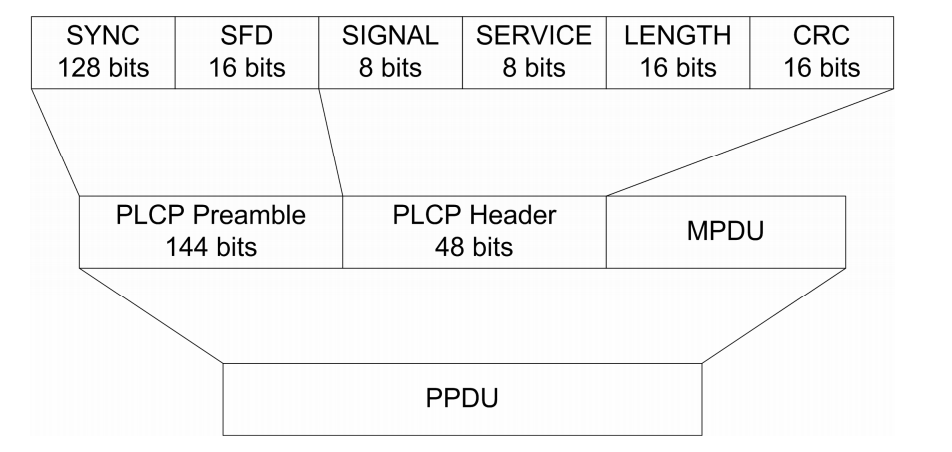 SYNC
128 bits
SFD
16 bits
SIGNAL
8 bits
SERVICE
8 bits
LENGTH
16 bits
CRC
16 bits
PLCP Preamble
144 bits
PLCP Header
48 bits
MPDU
PPDU